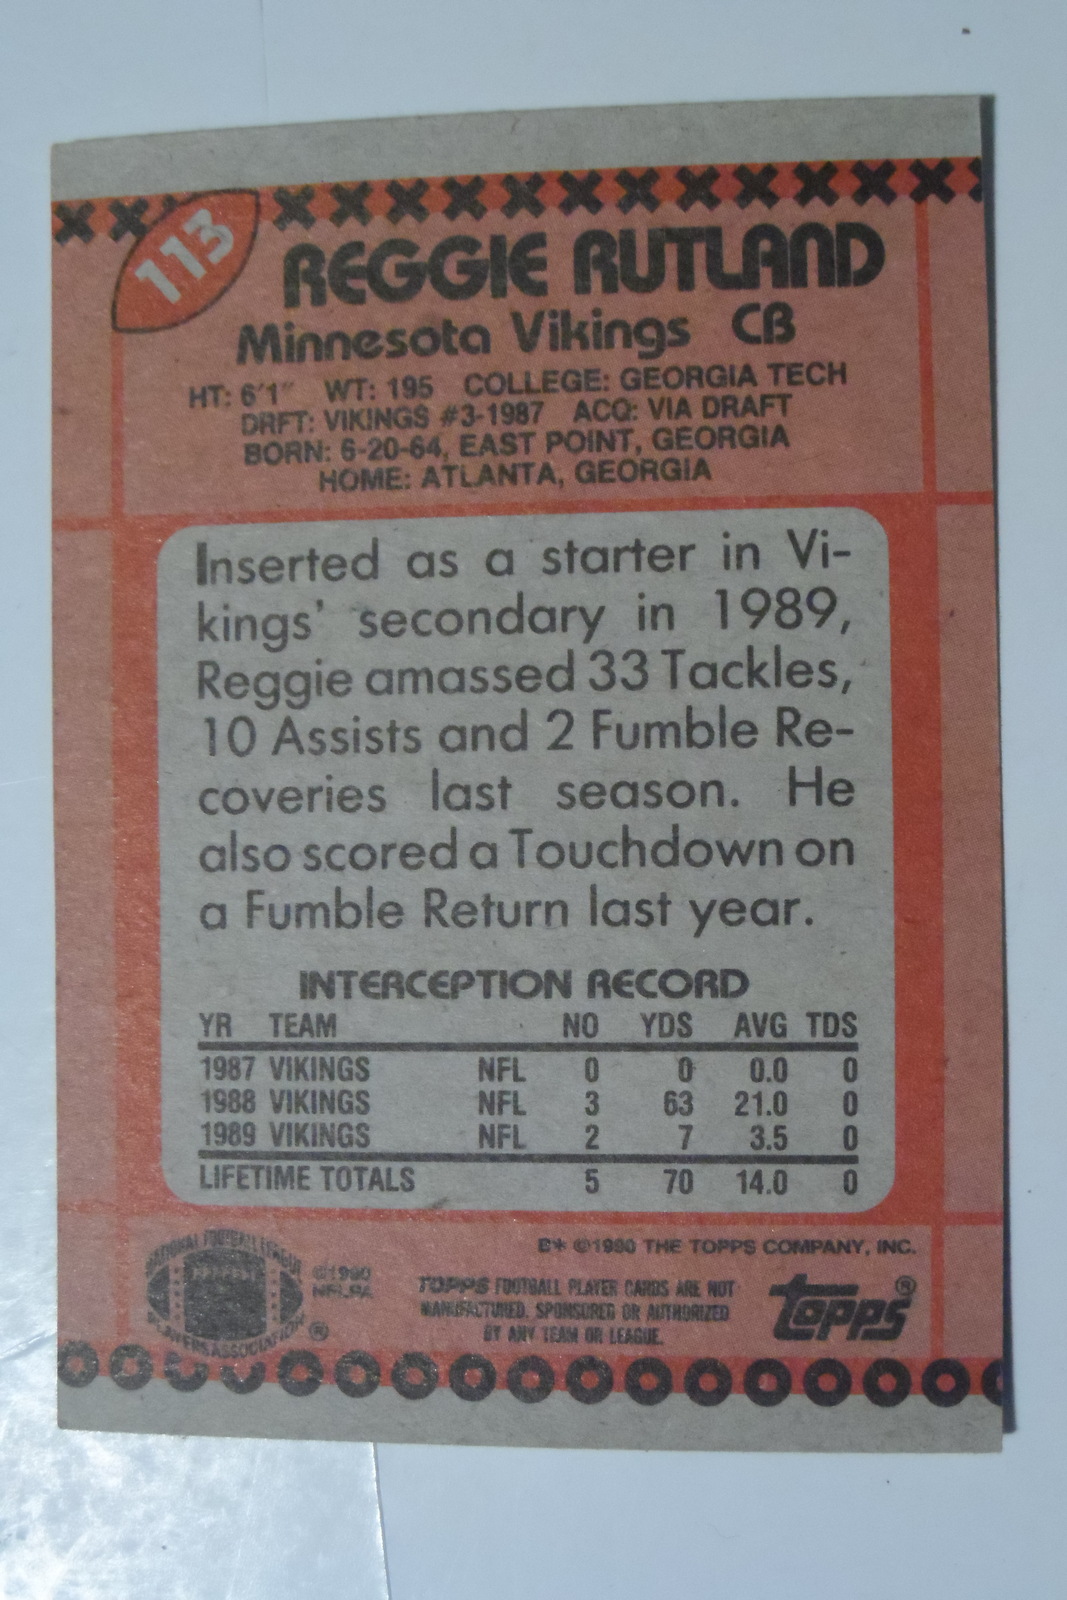 113
REGGIE RUTLAND
Minnesota Vikings CB
HT: 6'1" WT: 195 COLLEGE: GEORGIA TECH
DRFT: VIKINGS #3-1987 ACQ: VIA DRAFT
BORN: 6-20-64, EAST POINT, GEORGIA
HOME: ATLANTA, GEORGIA
Inserted as a starter in Vi-
kings' secondary in 1989,
Reggie amassed 33 Tackles,
10 Assists and 2 Fumble Re-
coveries last season. He
also scored a Touchdown on
a Fumble Return last year.
INTERCEPTION RECORD
YR TEAM NO YDS AVG TDS
1987 VIKINGS NFL 0 0 0.0 0
1988 VIKINGS NFL 3 63 21.0 0
1989 VIKINGS NFL 2 7 3.5 0
LIFETIME TOTALS 5 70 14.0 0
B* ©1990 THE TOPPS COMPANY, INC.
NATIONAL FOOTBALL LEAGUE
PLAYERS ASSOCIATION ®
©1990
NFLPA
TOPPS FOOTBALL PLAYER CARDS ARE NOT
MANUFACTURED, SPONSORED OR AUTHORIZED
BY ANY TEAM OR LEAGUE.
topps®